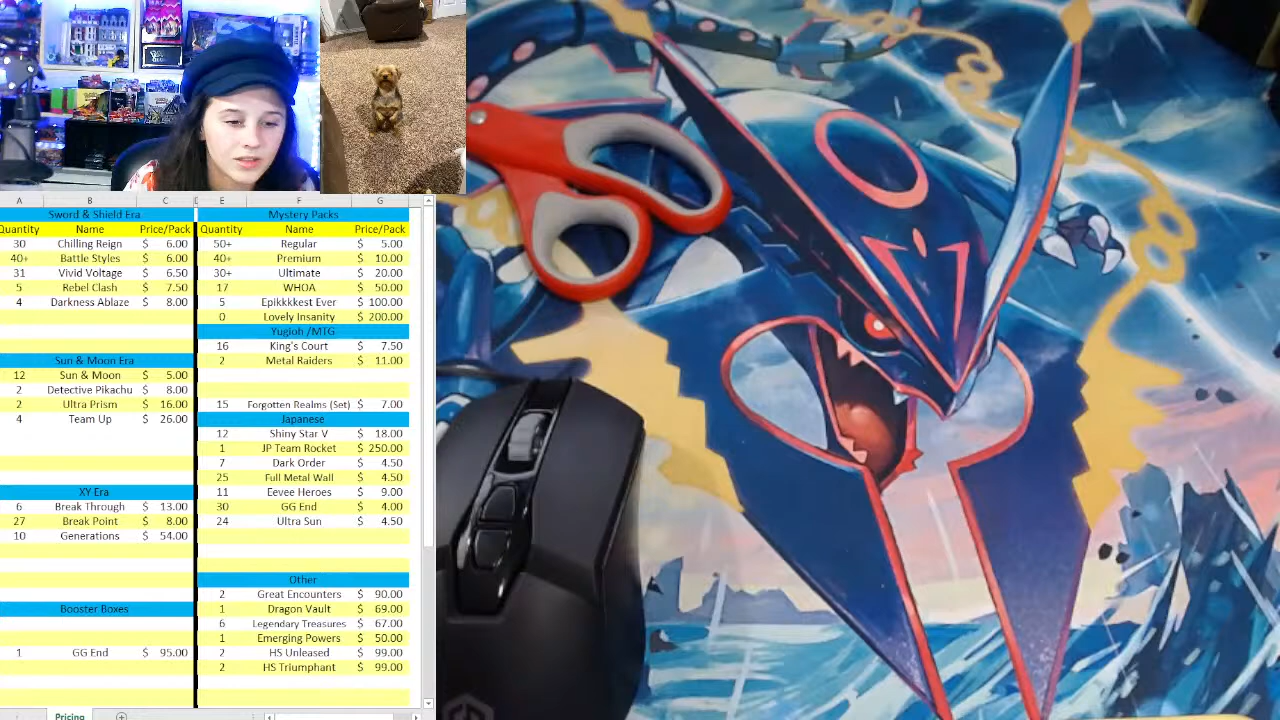 A B C D E F G
Sword & Shield Era Mystery Packs
Quantity Name Price/Pack Quantity Name Price/Pack
30 Chilling Reign $ 6.00 50+ Regular $ 5.00
40+ Battle Styles $ 6.00 40+ Premium $ 10.00
31 Vivid Voltage $ 6.50 30+ Ultimate $ 20.00
5 Rebel Clash $ 7.50 17 WHOA $ 50.00
4 Darkness Ablaze $ 8.00 5 Epikkkkest Ever $ 100.00
0 Lovely Insanity $ 200.00
Yugioh /MTG
16 King's Court $ 7.50
Sun & Moon Era 2 Metal Raiders $ 11.00
12 Sun & Moon $ 5.00
2 Detective Pikachu $ 8.00
2 Ultra Prism $ 16.00 15 Forgotten Realms (Set) $ 7.00
4 Team Up $ 26.00 Japanese
12 Shiny Star V $ 18.00
1 JP Team Rocket $ 250.00
7 Dark Order $ 4.50
25 Full Metal Wall $ 4.50
XY Era 11 Eevee Heroes $ 9.00
6 Break Through $ 13.00 30 GG End $ 4.00
27 Break Point $ 8.00 24 Ultra Sun $ 4.50
10 Generations $ 54.00
Other
2 Great Encounters $ 90.00
Booster Boxes 1 Dragon Vault $ 69.00
6 Legendary Treasures $ 67.00
1 Emerging Powers $ 50.00
1 GG End $ 95.00 2 HS Unleased $ 99.00
2 HS Triumphant $ 99.00
Pricing